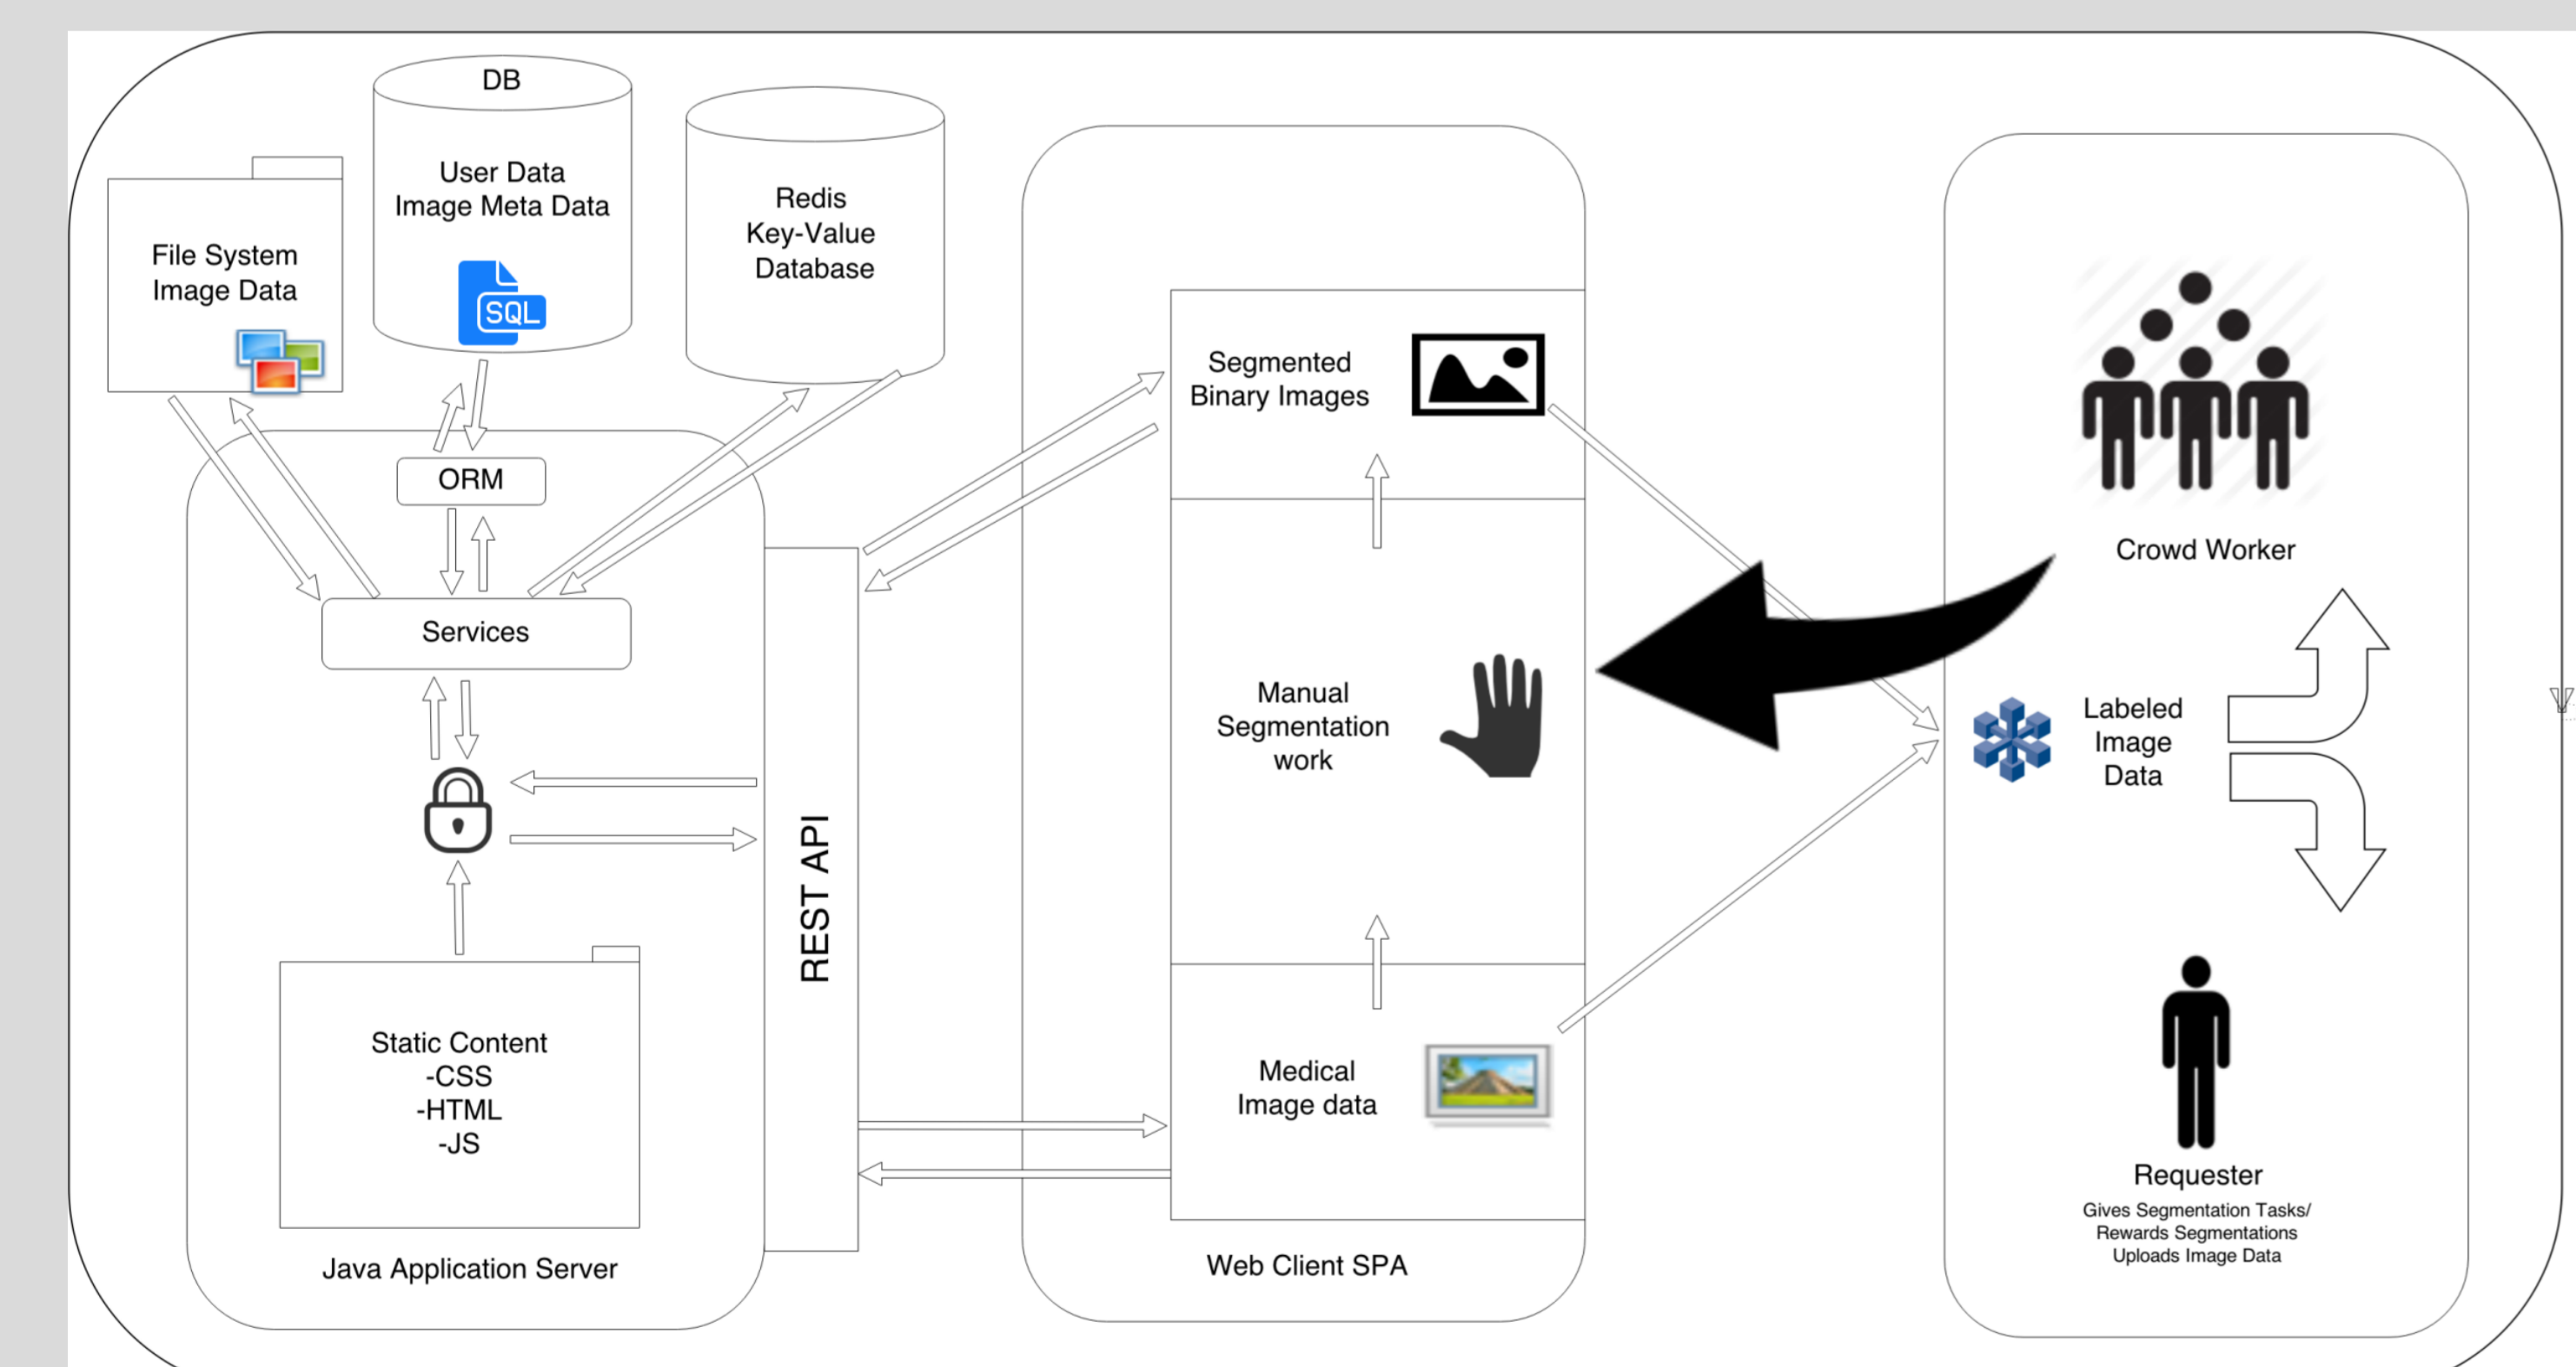 DB
User Data
Image Meta Data
SQL
File System
Image Data
Redis
Key-Value
Database
ORM
Services
REST API
Static Content
-CSS
-HTML
-JS
Java Application Server
Segmented
Binary Images
Manual
Segmentation
work
Medical
Image data
Web Client SPA
Crowd Worker
Labeled
Image
Data
Requester
Gives Segmentation Tasks/
Rewards Segmentations
Uploads Image Data